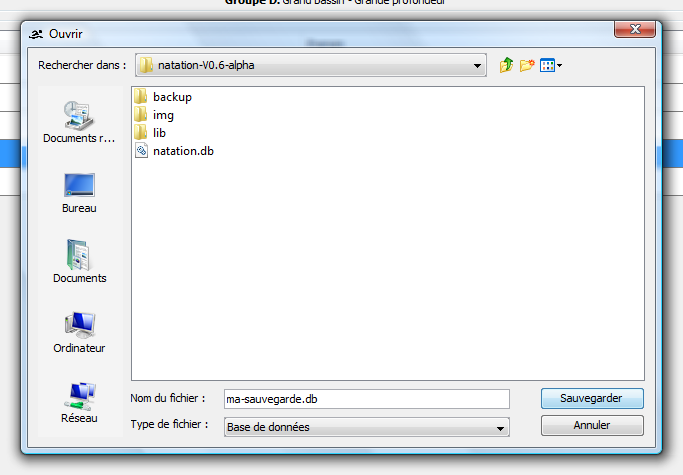 Groupe D. Grand bassin - Grande profondeur
Ouvrir
Rechercher dans :
natation-V0.6-alpha
Documents r...
Bureau
Documents
Ordinateur
Réseau
backup
img
lib
natation.db
Nom du fichier :
ma-sauvegarde.db
Sauvegarder
Type de fichier :
Base de données
Annuler